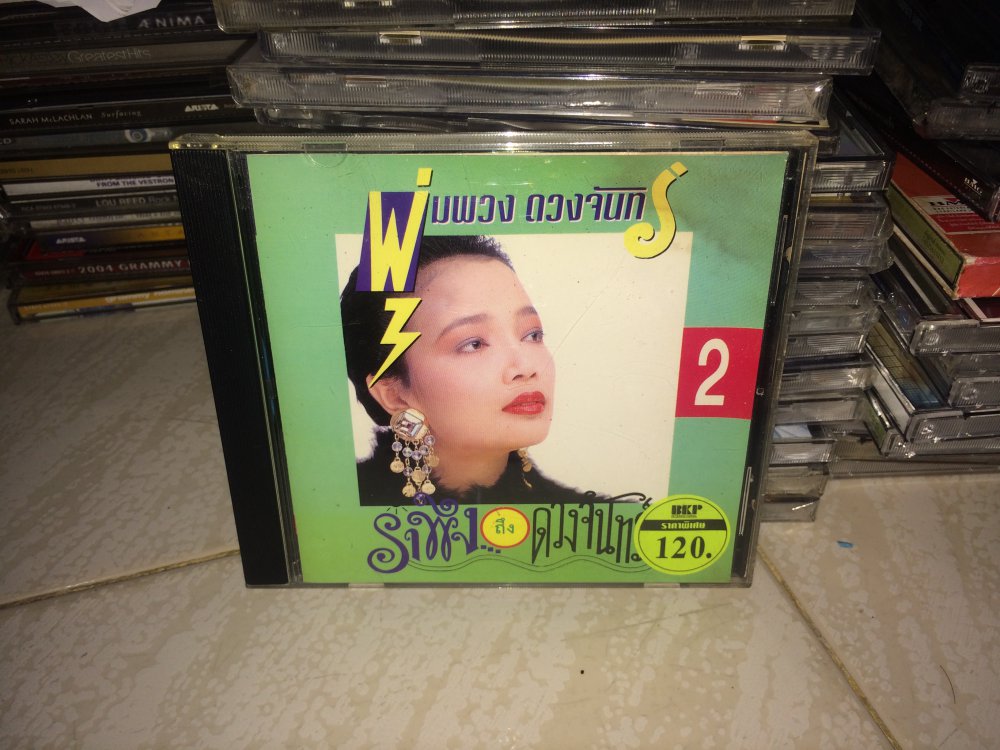 ÆNIMA
Greatest Hits
SARAH McLACHLAN Surfacing
ARISTA
FROM THE VESTRON
LOU REED
ARISTA
2004 GRAMMY
พุ่มพวง ดวงจันทร์
2
รำพึง...ถึงดวงจันทร์
BKP
ราคาพิเศษ
120.